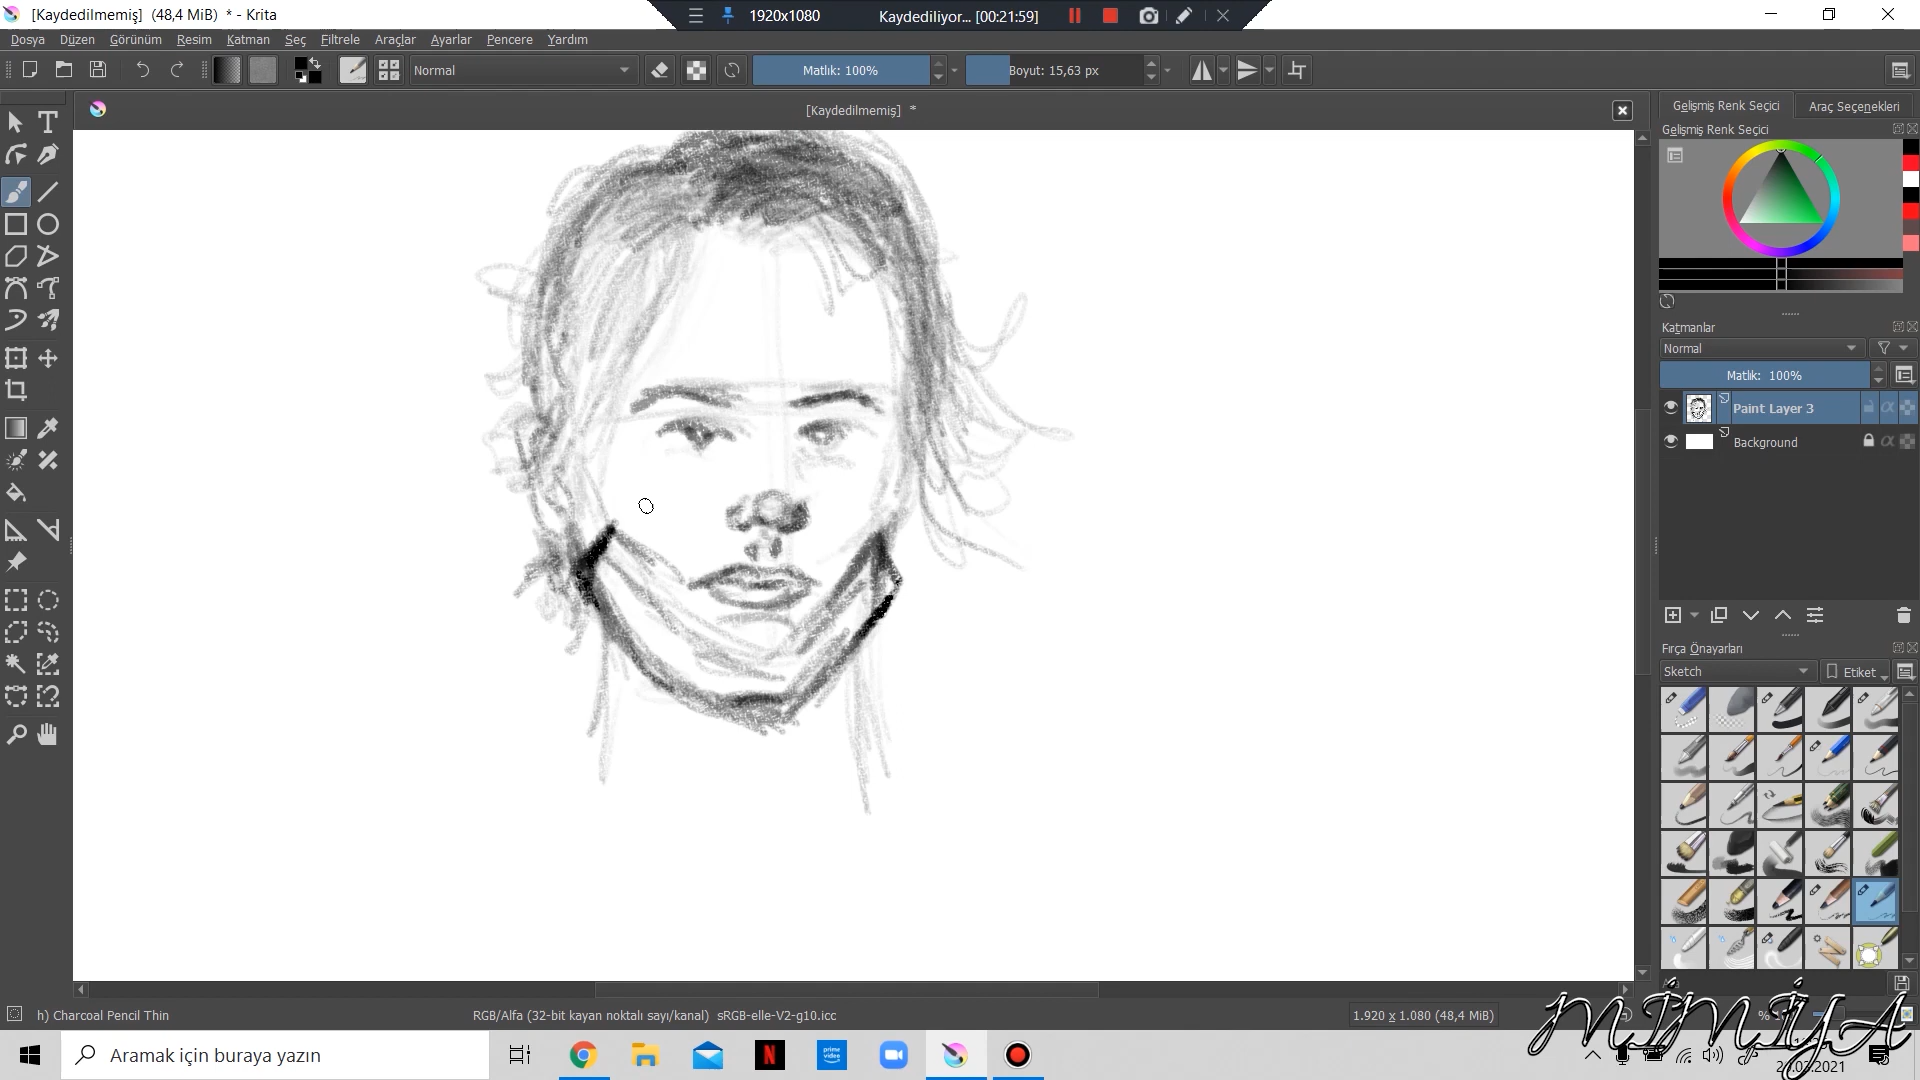 [Kaydedilmemiş] (48,4 MiB) * - Krita
1920x1080 Kaydediliyor... [00:21:59]
Dosya Düzen Görünüm Resim Katman Seç Filtrele Araçlar Ayarlar Pencere Yardım
Normal Matlık: 100% Boyut: 15,63 px
[Kaydedilmemiş] *
Gelişmiş Renk Seçici Araç Seçenekleri
Gelişmiş Renk Seçici
Katmanlar
Normal
Matlık: 100%
Paint Layer 3
Background
Fırça Önayarları
Sketch Etiket
h) Charcoal Pencil Thin RGB/Alfa (32-bit kayan noktalı sayı/kanal) sRGB-elle-V2-g10.icc 1.920 x 1.080 (48,4 MiB) %
MİMİYA
Aramak için buraya yazın